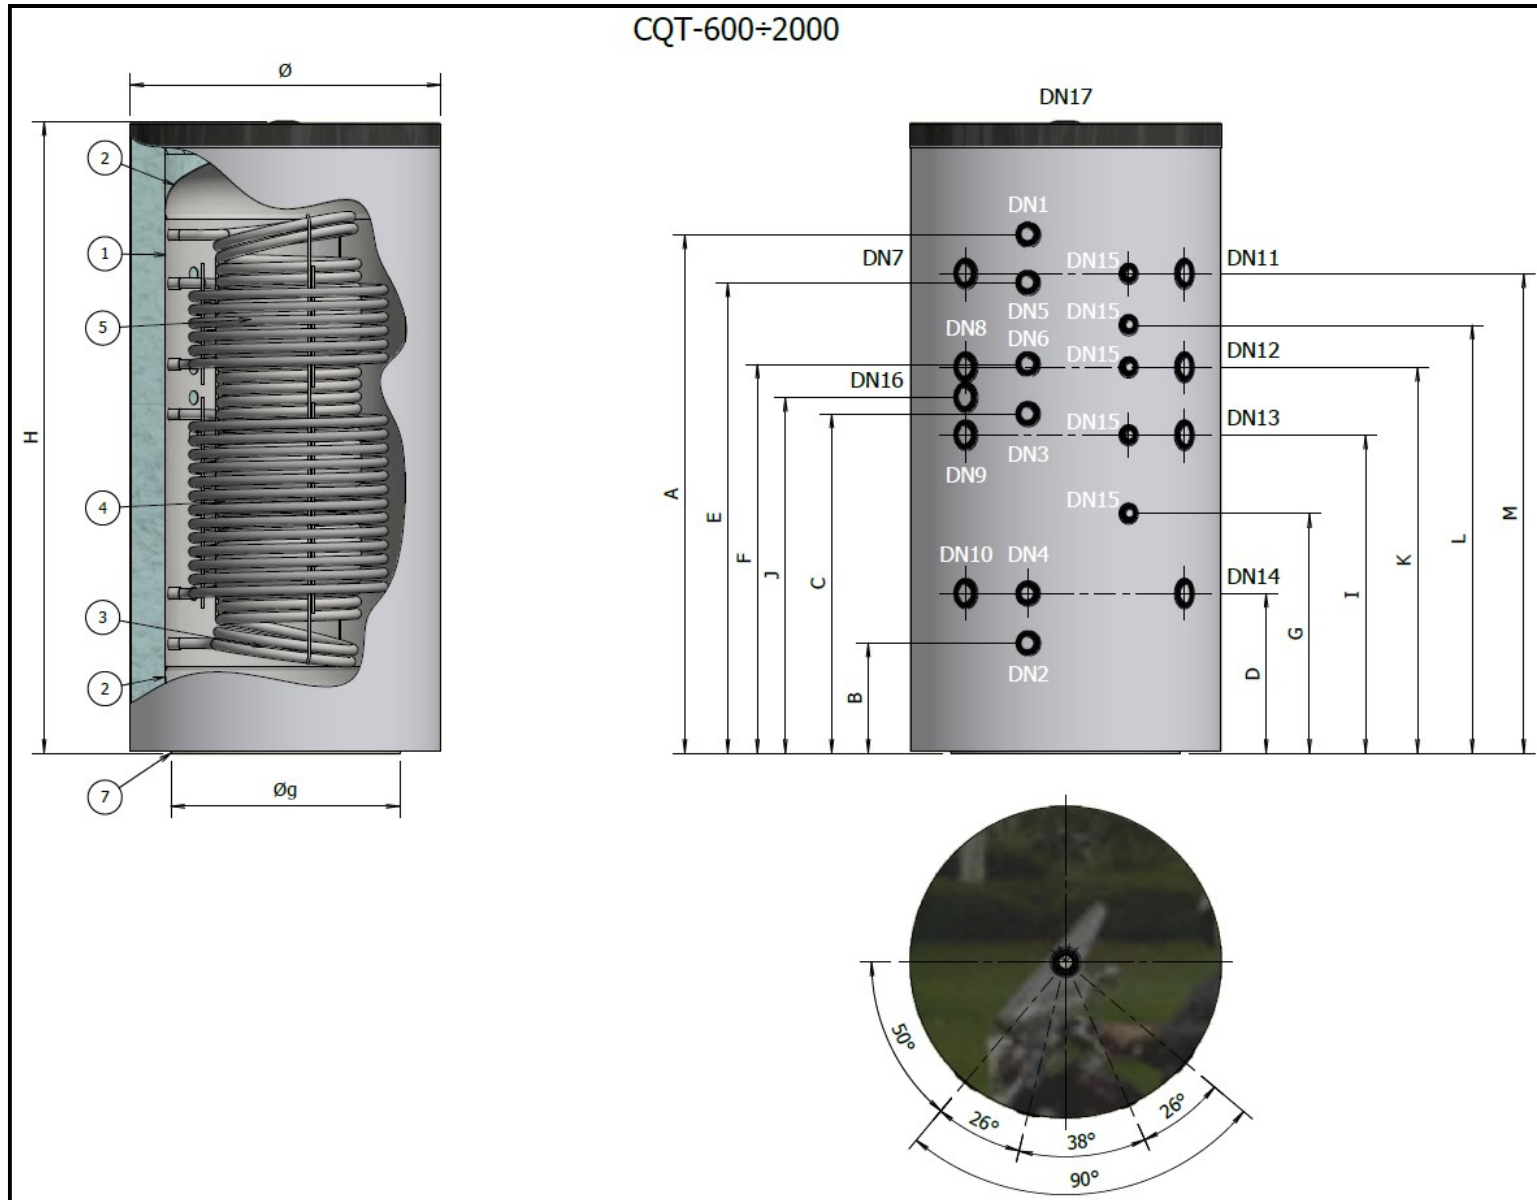 CQT-600÷2000
Ø
H
2
1
5
4
3
2
7
Øg
DN17
DN1
DN7
DN15
DN11
DN5
DN15
DN8
DN6
DN15
DN12
DN16
DN15
DN13
DN3
DN9
DN15
DN10
DN4
DN14
DN2
A
E
F
J
C
B
D
G
I
K
L
M
50°
26°
38°
26°
90°